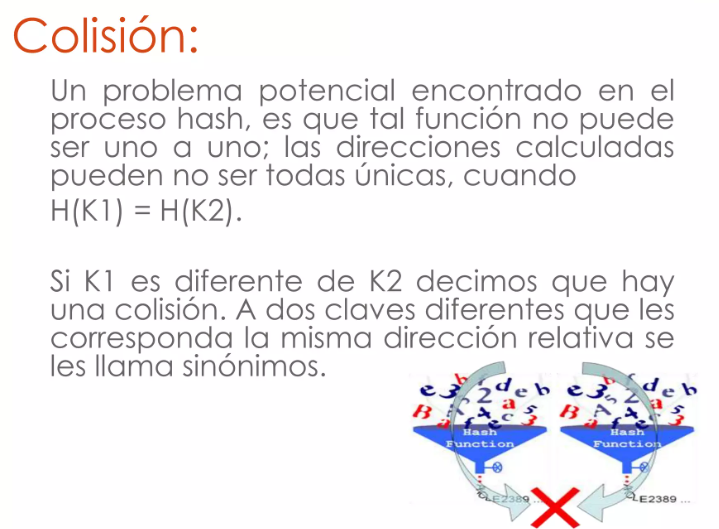 Colisión:
Un problema potencial encontrado en el
proceso hash, es que tal función no puede
ser uno a uno; las direcciones calculadas
pueden no ser todas únicas, cuando
H(K1) = H(K2).
Si K1 es diferente de K2 decimos que hay
una colisión. A dos claves diferentes que les
corresponda la misma dirección relativa se
les llama sinónimos.
Hash
Function
Hash
Function
LE2389 ...
LE2389 ...